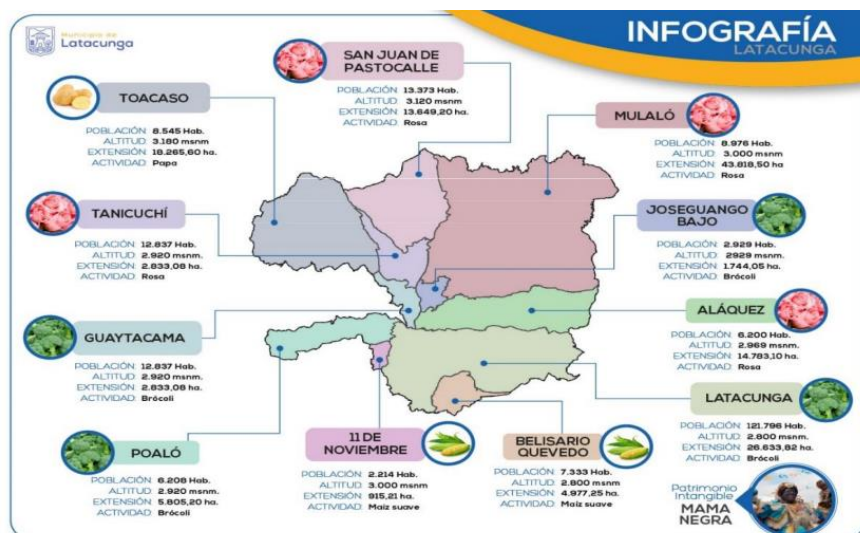 Municipio de
Latacunga
INFOGRAFÍA
LATACUNGA
SAN JUAN DE
PASTOCALLE
POBLACIÓN: 13.373 Hab.
ALTITUD: 3.120 msnm
EXTENSIÓN: 13.649,20 ha.
ACTIVIDAD: Rosa
TOACASO
POBLACIÓN: 8.545 Hab.
ALTITUD: 3.180 msnm
EXTENSIÓN: 18.265,60 ha.
ACTIVIDAD: Papa
MULALÓ
POBLACIÓN: 8.976 Hab.
ALTITUD: 3.000 msnm
EXTENSIÓN: 43.818,50 ha
ACTIVIDAD: Rosa
TANICUCHÍ
POBLACIÓN: 12.837 Hab.
ALTITUD: 2.920 msnm.
EXTENSIÓN: 2.833,08 ha.
ACTIVIDAD: Rosa
JOSEGUANGO
BAJO
POBLACIÓN: 2.929 Hab.
ALTITUD: 2929 msnm
EXTENSIÓN: 1.744,05 ha.
ACTIVIDAD: Brócoli
GUAYTACAMA
POBLACIÓN: 12.837 Hab.
ALTITUD: 2.920 msnm.
EXTENSIÓN: 2.833,08 ha.
ACTIVIDAD: Brócoli
ALÁQUEZ
POBLACIÓN: 6.200 Hab.
ALTITUD: 2.969 msnm.
EXTENSIÓN: 14.783,10 ha.
ACTIVIDAD: Rosa
LATACUNGA
POBLACIÓN: 121.796 Hab.
ALTITUD: 2.800 msnm.
EXTENSIÓN: 26.633,62 ha.
ACTIVIDAD: Brócoli
POALÓ
POBLACIÓN: 6.208 Hab.
ALTITUD: 2.920 msnm.
EXTENSIÓN: 5.805,20 ha.
ACTIVIDAD: Brócoli
11 DE
NOVIEMBRE
POBLACIÓN: 2.214 Hab.
ALTITUD: 3.000 msnm
EXTENSIÓN: 915,21 ha.
ACTIVIDAD: Maíz suave
BELISARIO
QUEVEDO
POBLACIÓN: 7.333 Hab.
ALTITUD: 2.800 msnm
EXTENSIÓN: 4.977,25 ha.
ACTIVIDAD: Maíz suave
Patrimonio
Intangible
MAMA
NEGRA